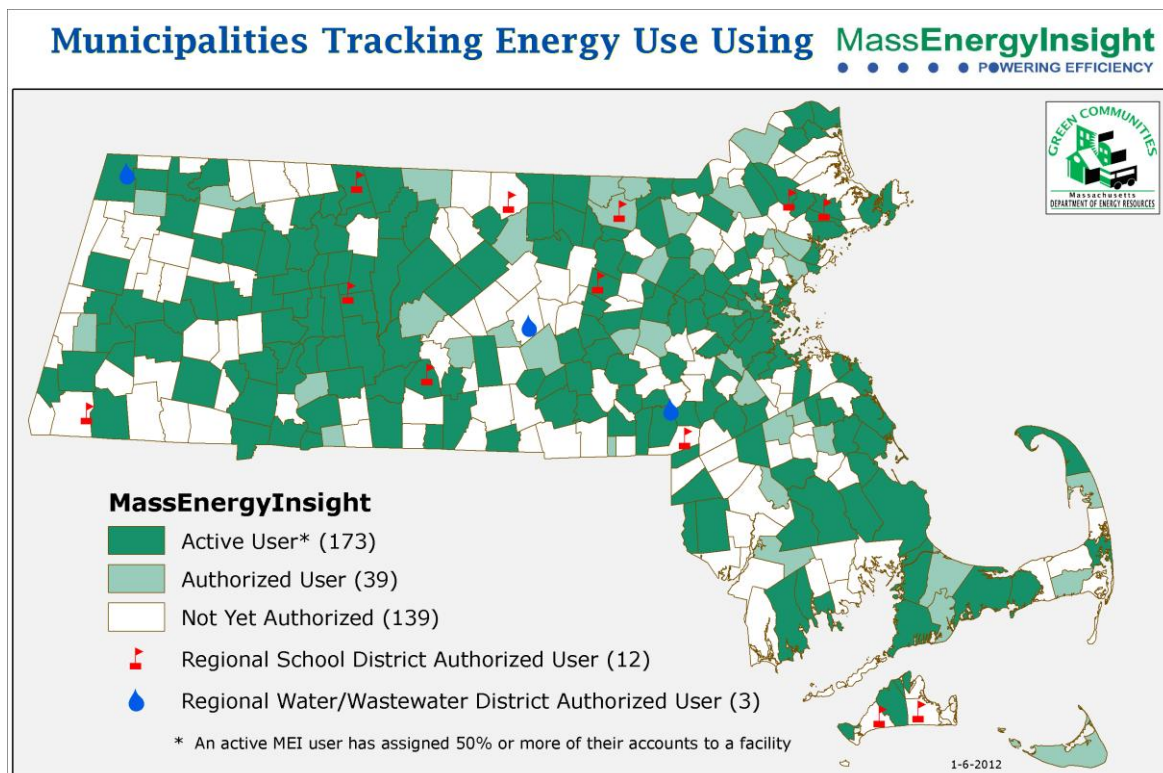 Municipalities Tracking Energy Use Using MassEnergyInsight
POWERING EFFICIENCY
GREEN COMMUNITIES
Massachusetts
DEPARTMENT OF ENERGY RESOURCES
MassEnergyInsight
Active User* (173)
Authorized User (39)
Not Yet Authorized (139)
Regional School District Authorized User (12)
Regional Water/Wastewater District Authorized User (3)
* An active MEI user has assigned 50% or more of their accounts to a facility
1-6-2012